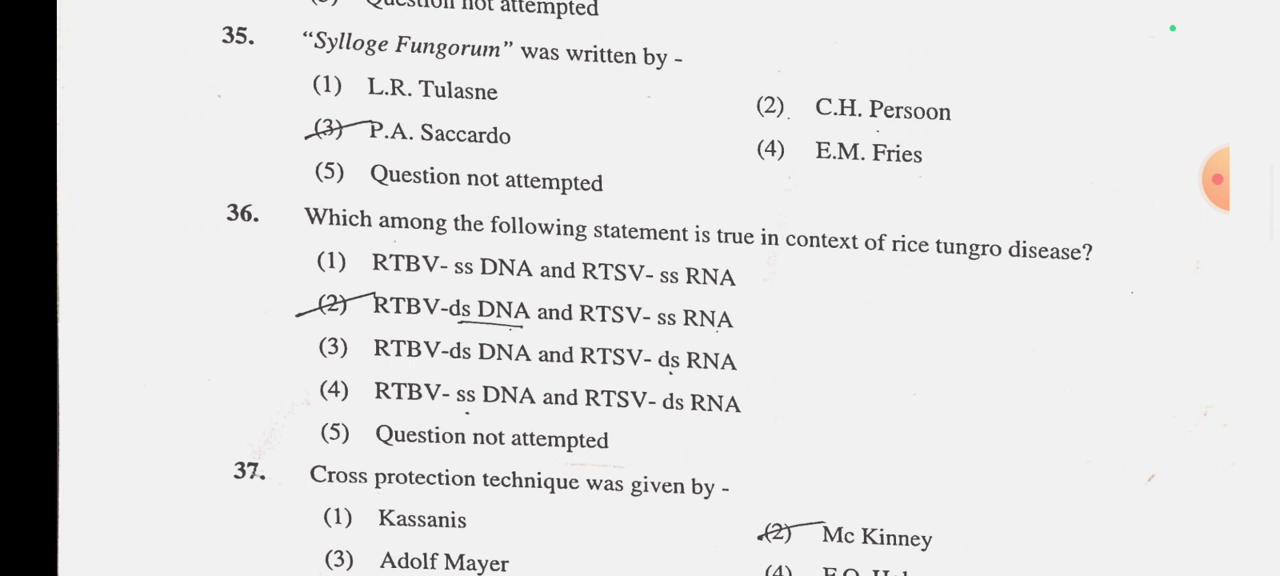 Question not attempted
35. "Sylloge Fungorum" was written by -
(1) L.R. Tulasne
(2) C.H. Persoon
(3) P.A. Saccardo
(4) E.M. Fries
(5) Question not attempted
36. Which among the following statement is true in context of rice tungro disease?
(1) RTBV- ss DNA and RTSV- ss RNA
(2) RTBV-ds DNA and RTSV- ss RNA
(3) RTBV-ds DNA and RTSV- ds RNA
(4) RTBV- ss DNA and RTSV- ds RNA
(5) Question not attempted
37. Cross protection technique was given by -
(1) Kassanis
(2) Mc Kinney
(3) Adolf Mayer
(4)